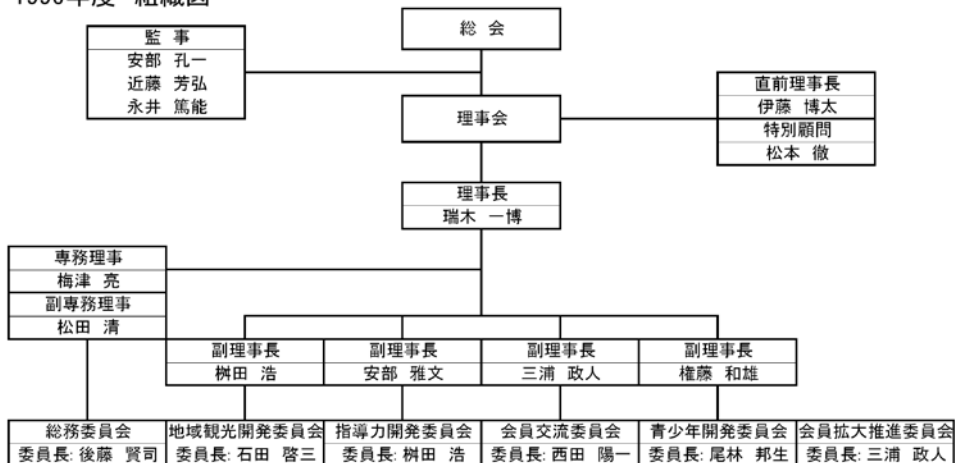 総 会
監 事
安部 孔一
近藤 芳弘
永井 篤能
理事会
直前理事長
伊藤 博太
特別顧問
松本 徹
理事長
瑞木 一博
専務理事
梅津 亮
副専務理事
松田 清
副理事長 副理事長 副理事長 副理事長
桝田 浩 安部 雅文 三浦 政人 権藤 和雄
総務委員会 地域観光開発委員会 指導力開発委員会 会員交流委員会 青少年開発委員会 会員拡大推進委員会
委員長: 後藤 賢司 委員長: 石田 啓三 委員長: 桝田 浩 委員長: 西田 陽一 委員長: 尾林 邦生 委員長: 三浦 政人